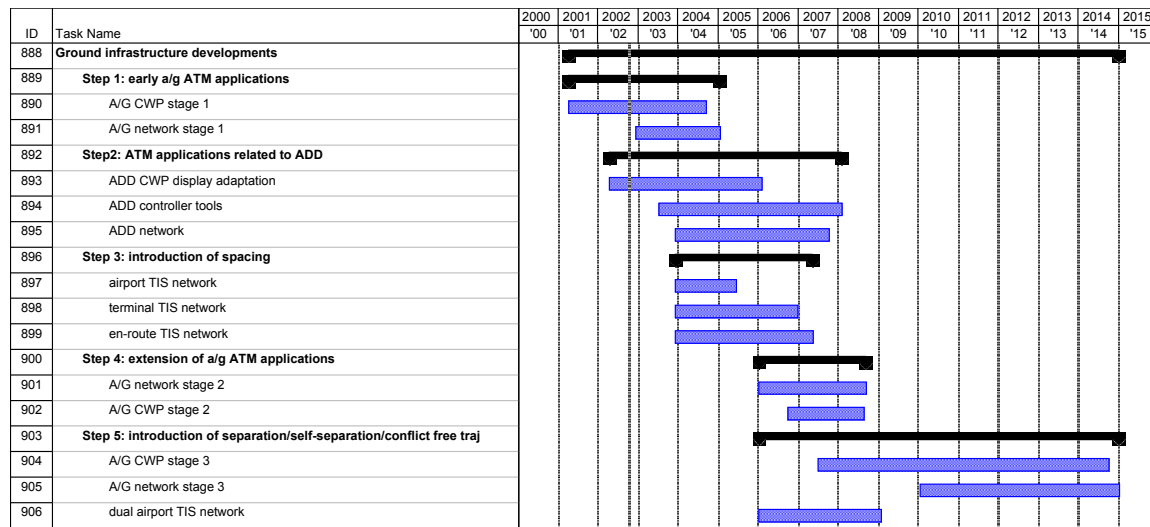 2000 2001 2002 2003 2004 2005 2006 2007 2008 2009 2010 2011 2012 2013 2014 2015
ID Task Name '00 '01 '02 '03 '04 '05 '06 '07 '08 '09 '10 '11 '12 '13 '14 '15
888 Ground infrastructure developments
889 Step 1: early a/g ATM applications
890 A/G CWP stage 1
891 A/G network stage 1
892 Step2: ATM applications related to ADD
893 ADD CWP display adaptation
894 ADD controller tools
895 ADD network
896 Step 3: introduction of spacing
897 airport TIS network
898 terminal TIS network
899 en-route TIS network
900 Step 4: extension of a/g ATM applications
901 A/G network stage 2
902 A/G CWP stage 2
903 Step 5: introduction of separation/self-separation/conflict free traj
904 A/G CWP stage 3
905 A/G network stage 3
906 dual airport TIS network